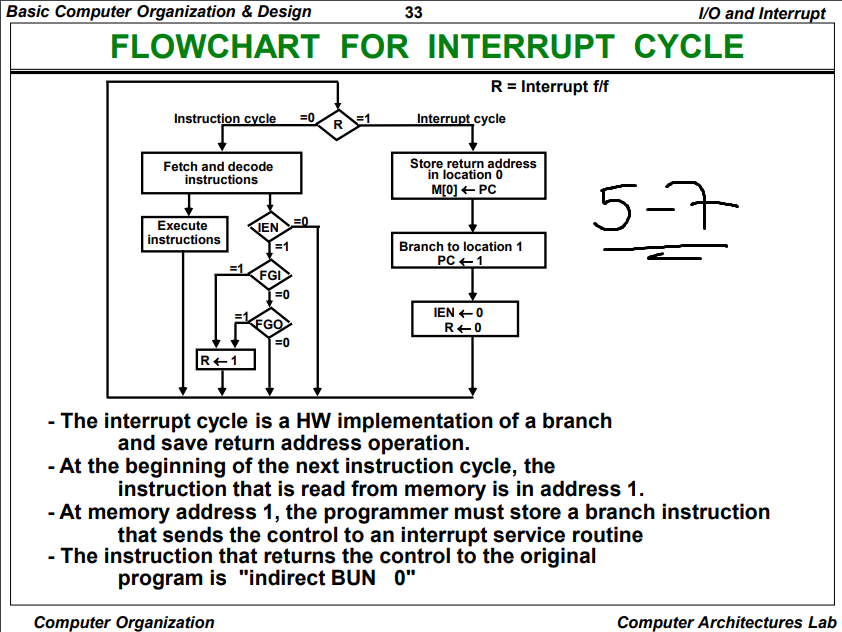 Basic Computer Organization & Design
33
I/O and Interrupt
FLOWCHART FOR INTERRUPT CYCLE
R = Interrupt f/f
Instruction cycle
=0
R
=1
Interrupt cycle
Fetch and decode
instructions
Store return address
in location 0
M[0] ← PC
5-7
Execute
instructions
IEN
=0
=1
Branch to location 1
PC ← 1
=1
FGI
=0
IEN ← 0
R ← 0
=1
FGO
=0
R ← 1
- The interrupt cycle is a HW implementation of a branch
and save return address operation.
- At the beginning of the next instruction cycle, the
instruction that is read from memory is in address 1.
- At memory address 1, the programmer must store a branch instruction
that sends the control to an interrupt service routine
- The instruction that returns the control to the original
program is "indirect BUN 0"
Computer Organization
Computer Architectures Lab